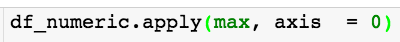 df_numeric.apply(max, axis  = 0)